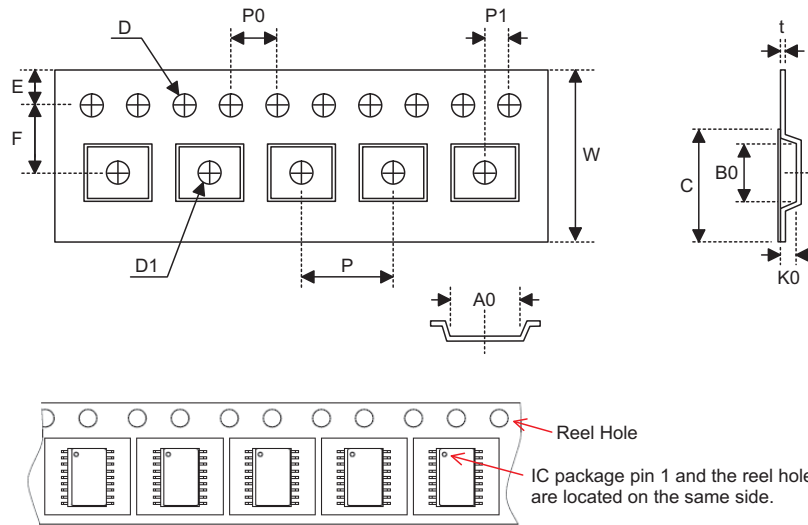 D
P0
P1
t
E
F
W
C
B0
D1
P
K0
A0
Reel Hole
IC package pin 1 and the reel hole
are located on the same side.